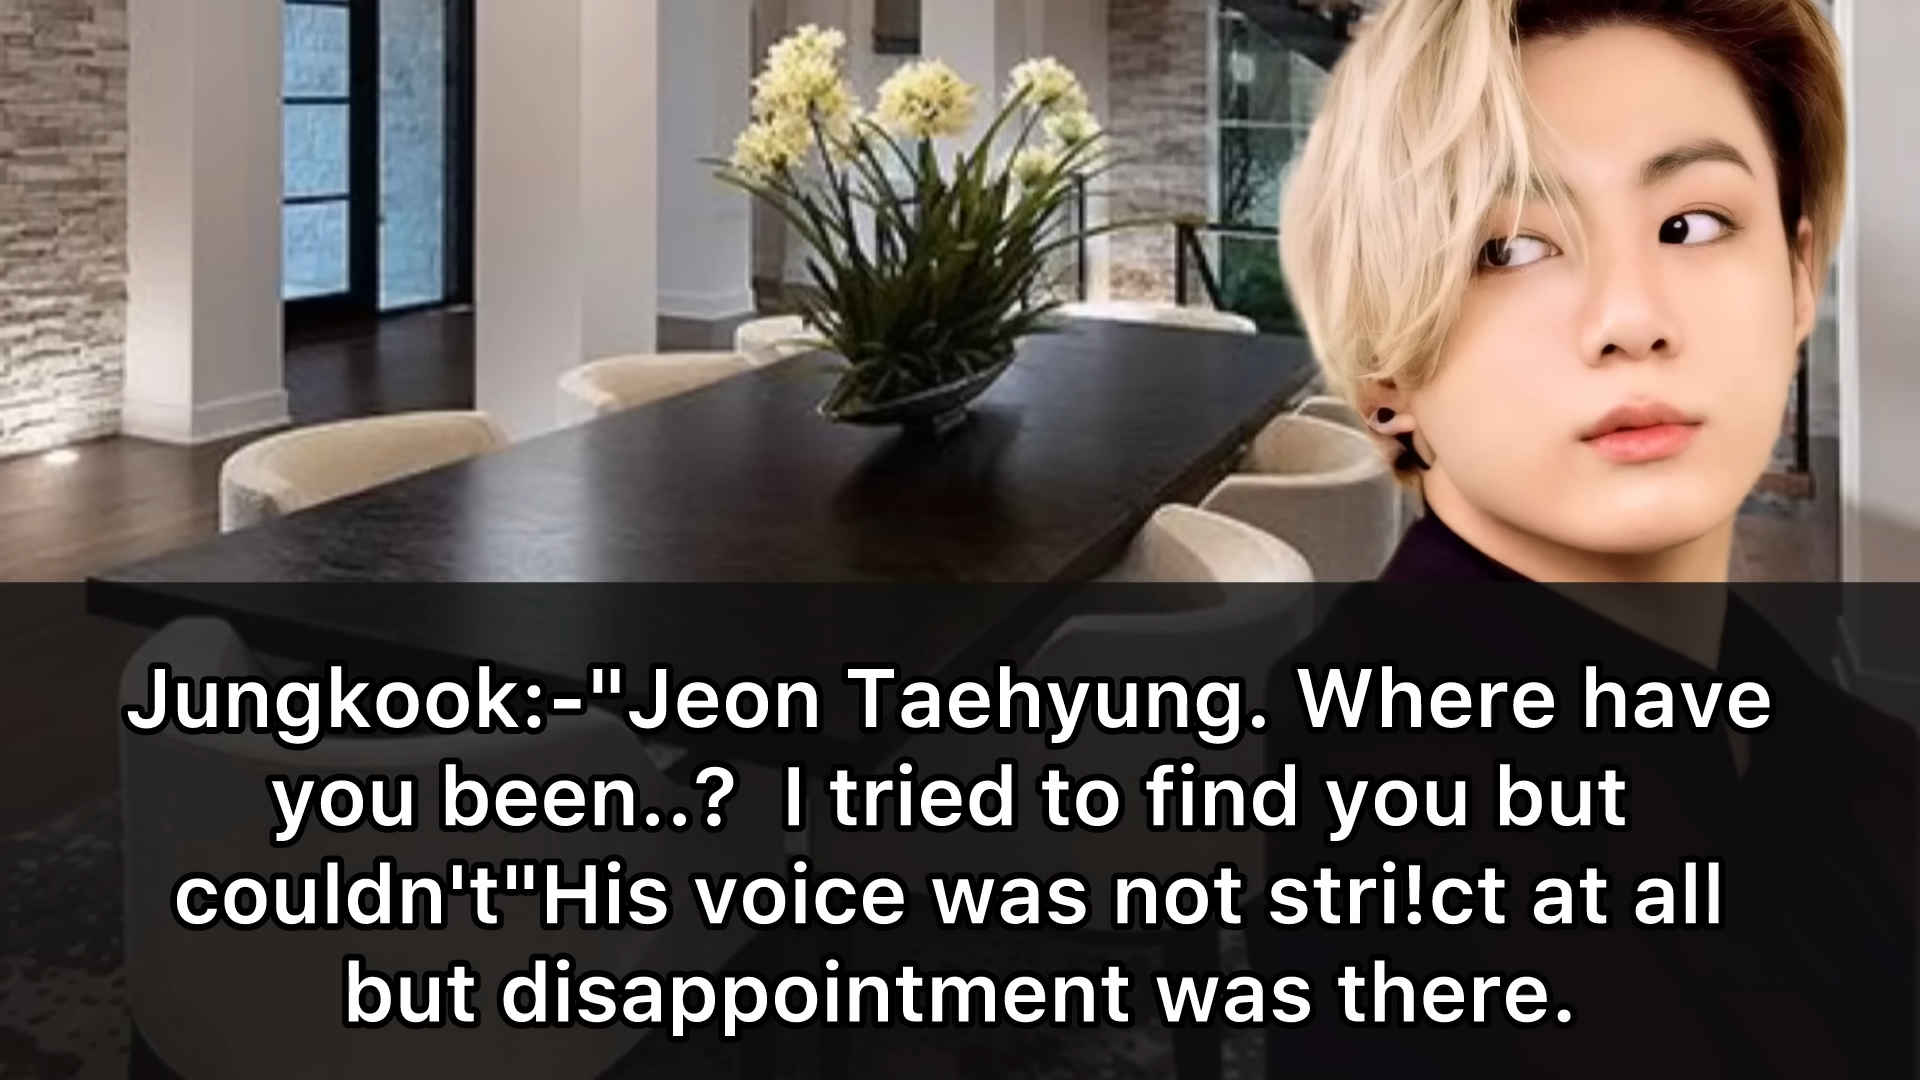 Jungkook:-"Jeon Taehyung. Where have
you been..?  I tried to find you but
couldn't"His voice was not stri!ct at all
but disappointment was there.